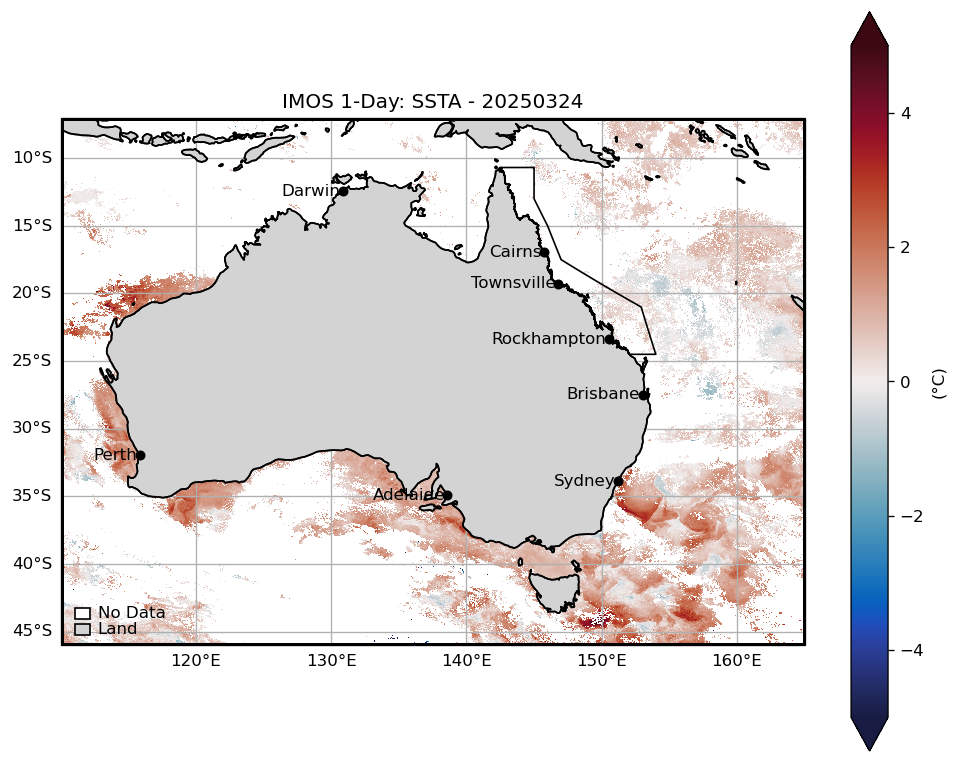 IMOS 1-Day: SSTA - 20250324
10°S
15°S
20°S
25°S
30°S
35°S
40°S
45°S
Darwin
Cairns
Townsville
Rockhampton
Brisbane
Perth
Sydney
Adelaide
No Data
Land
120°E
130°E
140°E
150°E
160°E
4
2
0
−2
−4
(°C)